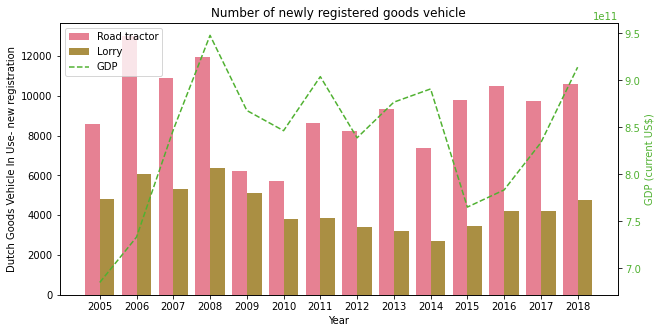 Number of newly registered goods vehicle
1e11
Road tractor
Lorry
GDP
Dutch Goods Vehicle In Use- new registration
12000
10000
8000
6000
4000
2000
0
9.5
9.0
8.5
8.0
7.5
7.0
GDP (current US$)
2005 2006 2007 2008 2009 2010 2011 2012 2013 2014 2015 2016 2017 2018
Year